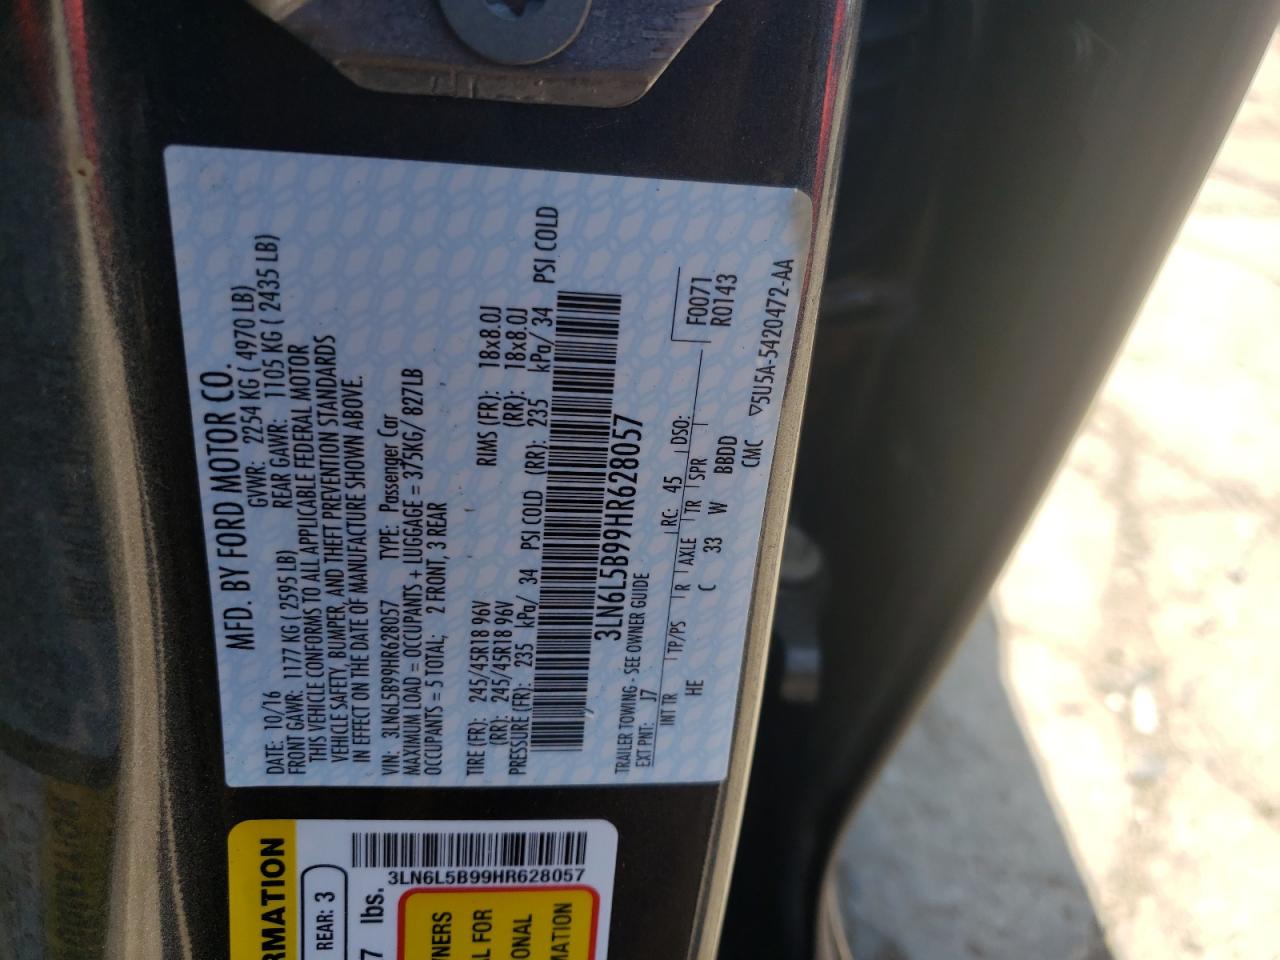 MFD. BY FORD MOTOR CO.
DATE: 10/16 GVWR: 2254 KG ( 4970 LB)
FRONT GAWR: 1177 KG ( 2595 LB) REAR GAWR: 1105 KG ( 2435 LB)
THIS VEHICLE CONFORMS TO ALL APPLICABLE FEDERAL MOTOR
VEHICLE SAFETY, BUMPER, AND THEFT PREVENTION STANDARDS
IN EFFECT ON THE DATE OF MANUFACTURE SHOWN ABOVE.
VIN: 3LN6L5B99HR628057 TYPE: Passenger Car
MAXIMUM LOAD = OCCUPANTS + LUGGAGE = 375KG/ 827LB
OCCUPANTS = 5 TOTAL; 2 FRONT, 3 REAR
TIRE (FR): 245/45R18 96V RIMS (FR): 18x8.0J
(RR): 245/45R18 96V (RR): 18x8.0J
PRESSURE (FR): 235 kPa/ 34 PSI COLD (RR): 235 kPa/ 34 PSI COLD
3LN6L5B99HR628057
TRAILER TOWING - SEE OWNER GUIDE
EXT PNT: J7 RC: 45 DSO: F0071
R0143
INT TR TP/PS R AXLE TR SPR
HE C 33 W BBDD
CMC ▽5U5A-5420472-AA
RMATION
REAR: 3
7 lbs.
3LN6L5B99HR628057
WNERS
L FOR
ONAL
MATION